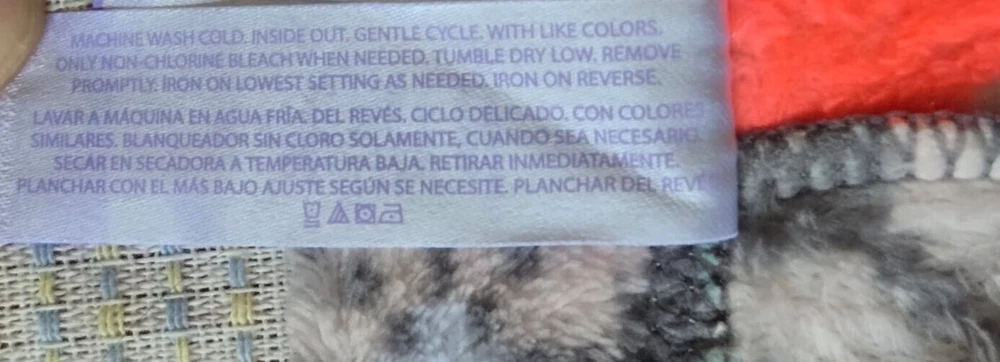 MACHINE WASH COLD. INSIDE OUT. GENTLE CYCLE. WITH LIKE COLORS.
ONLY NON-CHLORINE BLEACH WHEN NEEDED. TUMBLE DRY LOW. REMOVE
PROMPTLY. IRON ON LOWEST SETTING AS NEEDED. IRON ON REVERSE.
LAVAR A MÁQUINA EN AGUA FRÍA. DEL REVÉS. CICLO DELICADO. CON COLORES
SIMILARES. BLANQUEADOR SIN CLORO SOLAMENTE, CUANDO SEA NECESARIO.
SECAR EN SECADORA A TEMPERATURA BAJA. RETIRAR INMEDIATAMENTE.
PLANCHAR CON EL MÁS BAJO AJUSTE SEGÚN SE NECESITE. PLANCHAR DEL REVÉ